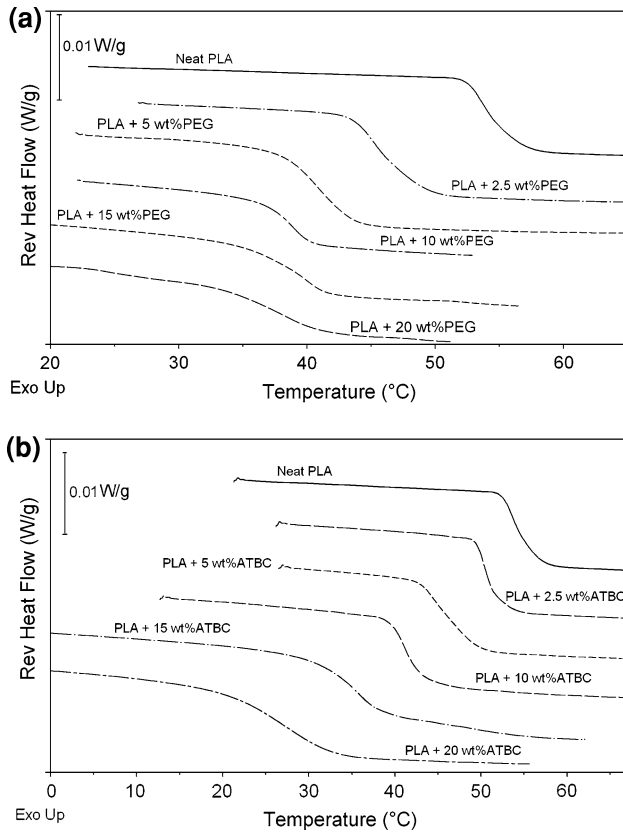 (a)
0.01 W/g
Neat PLA
PLA + 5 wt%PEG
PLA + 2.5 wt%PEG
PLA + 15 wt%PEG
PLA + 10 wt%PEG
PLA + 20 wt%PEG
Rev Heat Flow (W/g)
20 30 40 50 60
Exo Up
Temperature (°C)
(b)
0.01 W/g
Neat PLA
PLA + 5 wt%ATBC
PLA + 2.5 wt%ATBC
PLA + 15 wt%ATBC
PLA + 10 wt%ATBC
PLA + 20 wt%ATBC
Rev Heat Flow (W/g)
0 10 20 30 40 50 60
Exo Up
Temperature (°C)